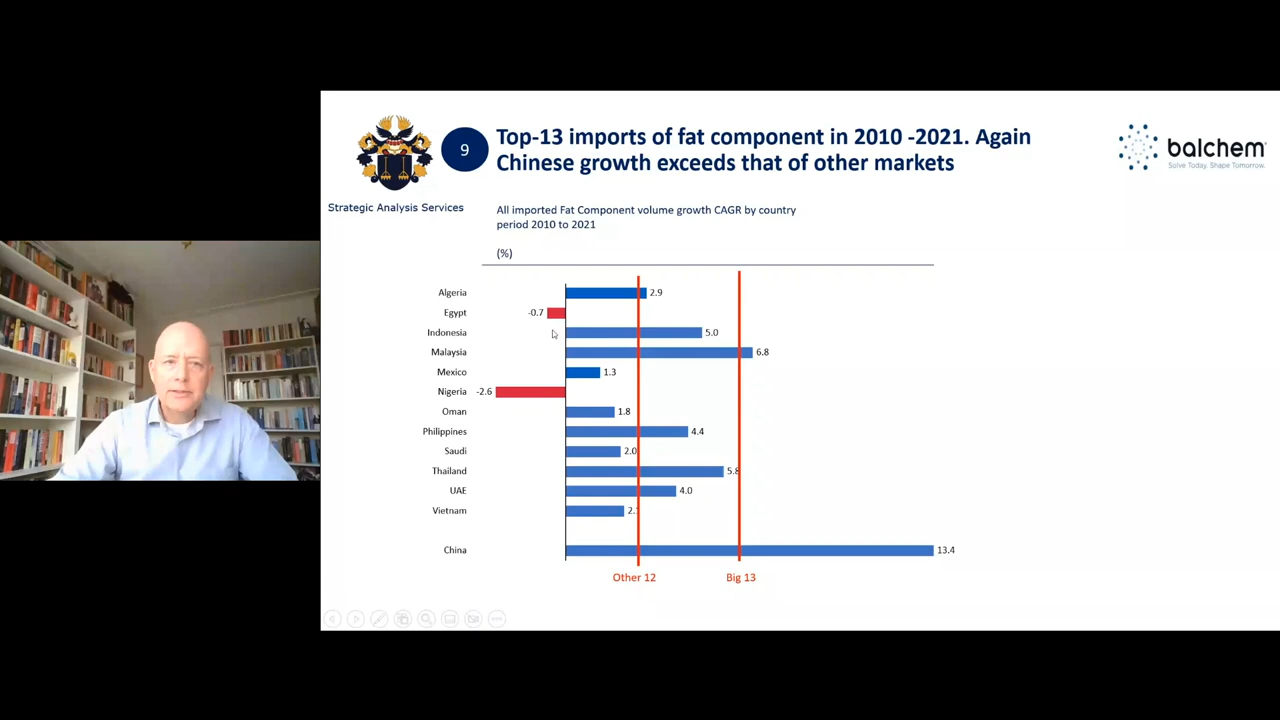 9
Top-13 imports of fat component in 2010 -2021. Again
Chinese growth exceeds that of other markets
balchem
Solve Today. Shape Tomorrow.
Strategic Analysis Services
All imported Fat Component volume growth CAGR by country
period 2010 to 2021
(%)
Algeria 2.9
Egypt -0.7
Indonesia 5.0
Malaysia 6.8
Mexico 1.3
Nigeria -2.6
Oman 1.8
Philippines 4.4
Saudi 2.0
Thailand 5.8
UAE 4.0
Vietnam
China 13.4
Other 12
Big 13